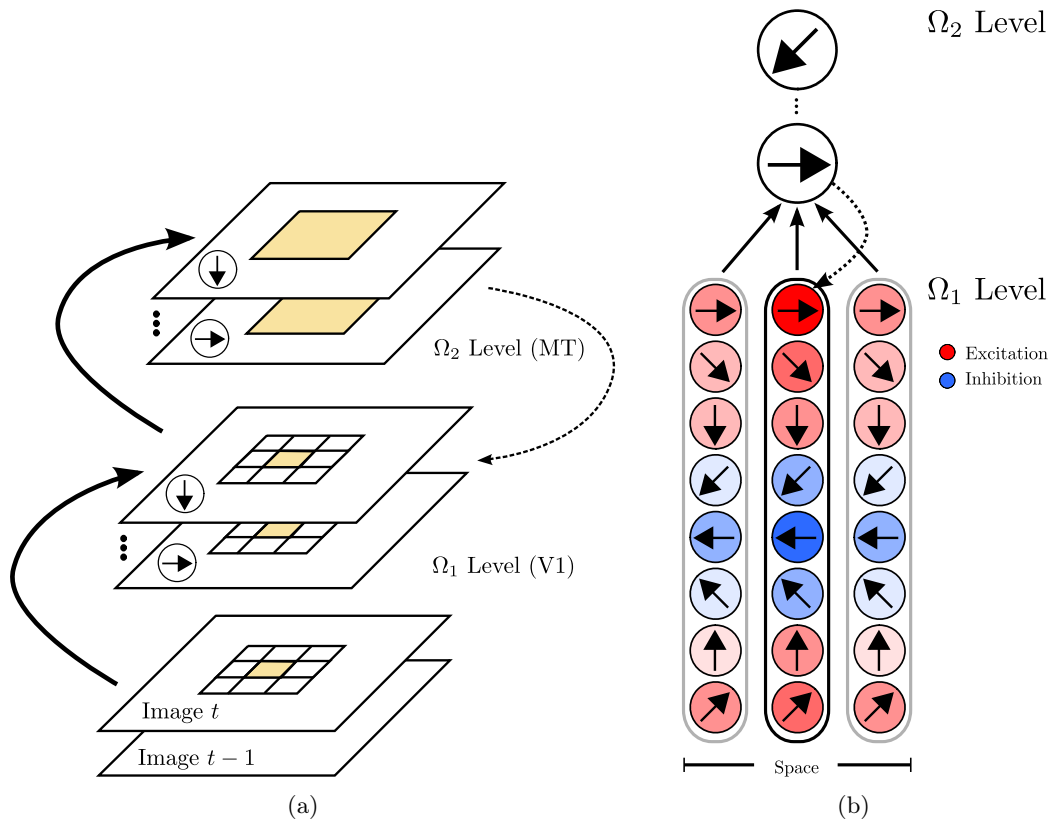 Ω₂ Level (MT)
Ω₁ Level (V1)
Image t
Image t − 1
(a)
Ω₂ Level
Ω₁ Level
Excitation
Inhibition
Space
(b)